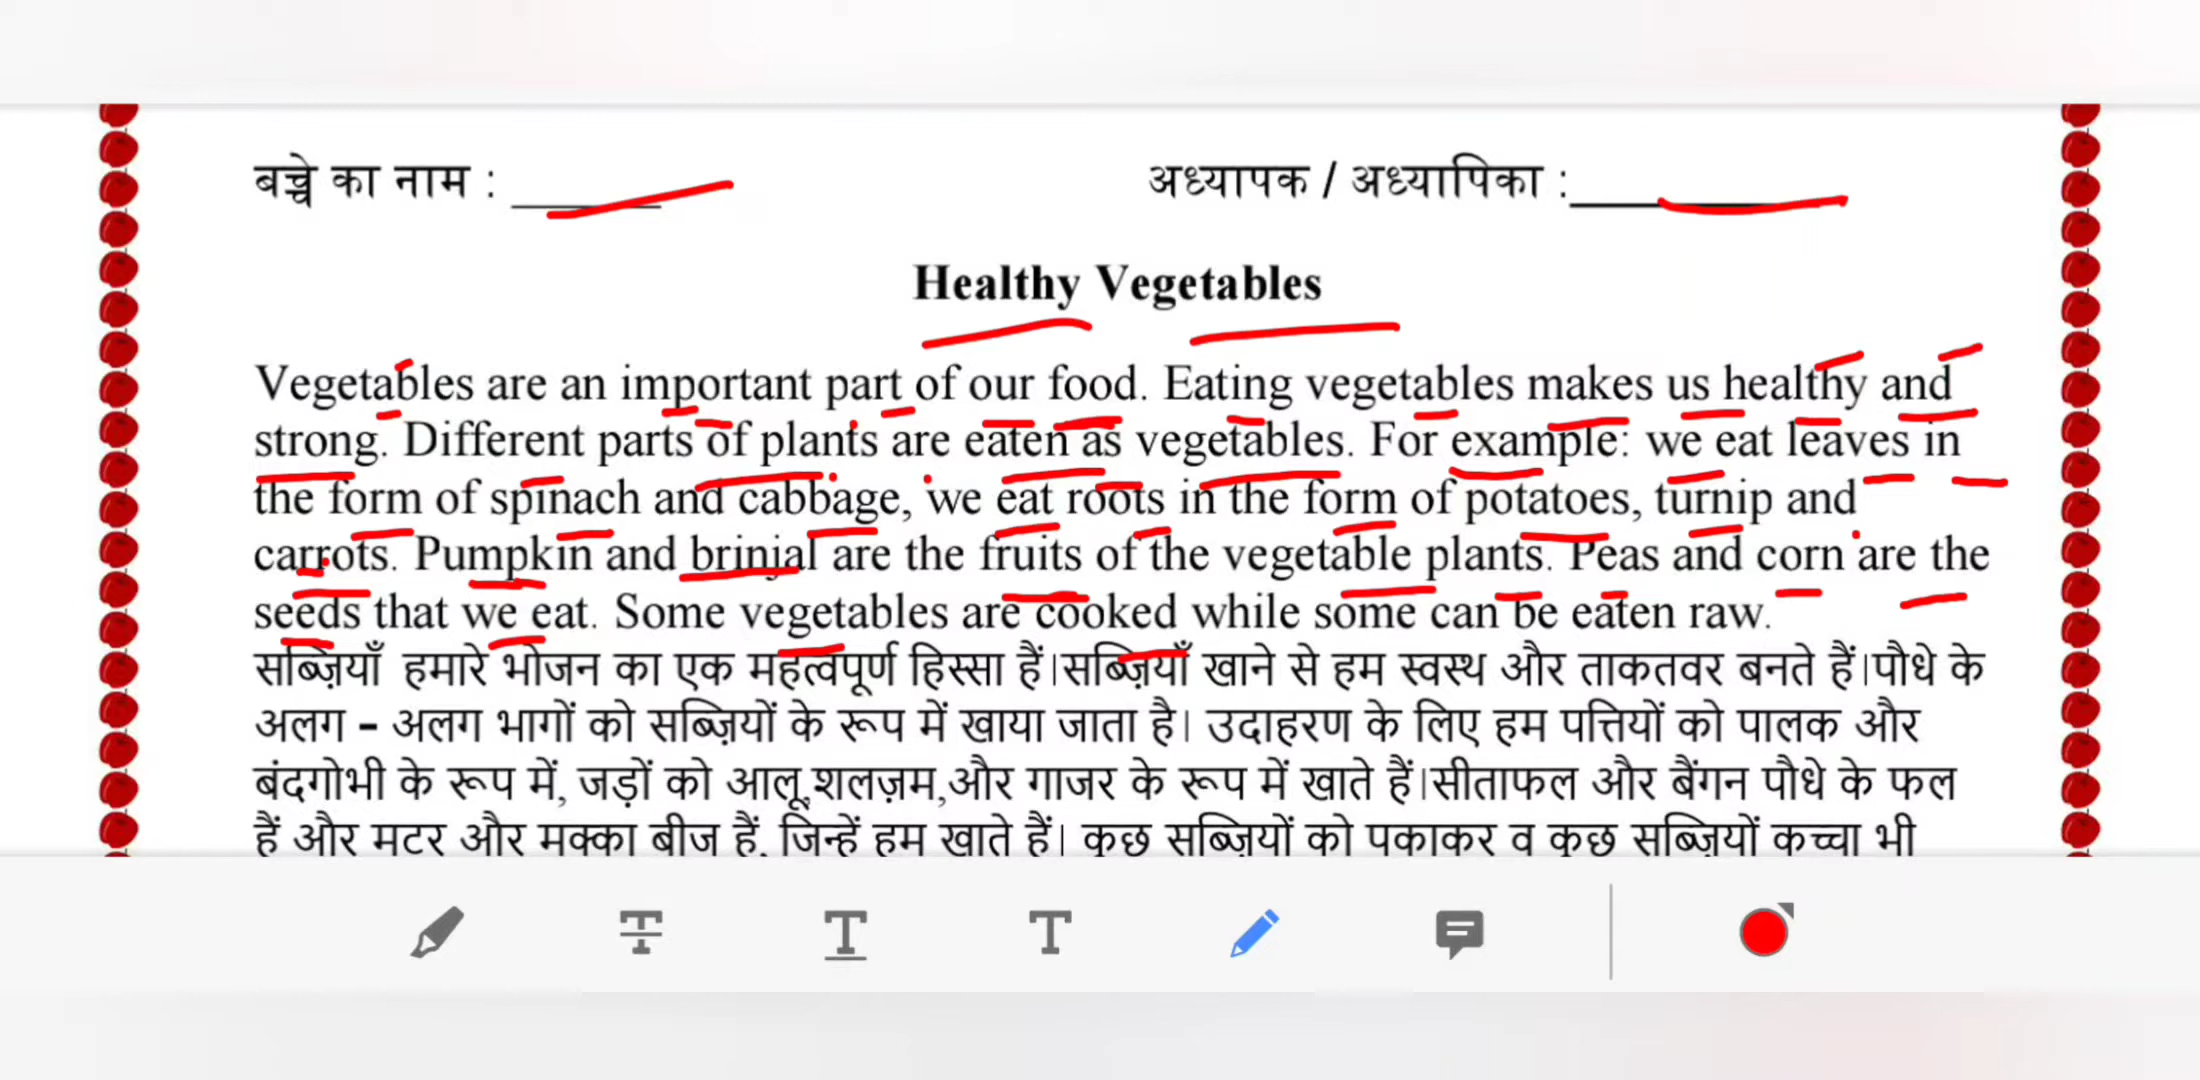 बच्चे का नाम : ______ अध्यापक / अध्यापिका :__________
Healthy Vegetables
Vegetables are an important part of our food. Eating vegetables makes us healthy and
strong. Different parts of plants are eaten as vegetables. For example: we eat leaves in
the form of spinach and cabbage, we eat roots in the form of potatoes, turnip and
carrots. Pumpkin and brinjal are the fruits of the vegetable plants. Peas and corn are the
seeds that we eat. Some vegetables are cooked while some can be eaten raw.
सब्ज़ियाँ हमारे भोजन का एक महत्वपूर्ण हिस्सा हैं।सब्ज़ियाँ खाने से हम स्वस्थ और ताकतवर बनते हैं।पौधे के
अलग – अलग भागों को सब्ज़ियों के रूप में खाया जाता है। उदाहरण के लिए हम पत्तियों को पालक और
बंदगोभी के रूप में, जड़ों को आलू,शलज़म,और गाजर के रूप में खाते हैं।सीताफल और बैंगन पौधे के फल
हैं और मटर और मक्का बीज हैं, जिन्हें हम खाते हैं। कुछ सब्ज़ियों को पकाकर व कुछ सब्ज़ियों कच्चा भी